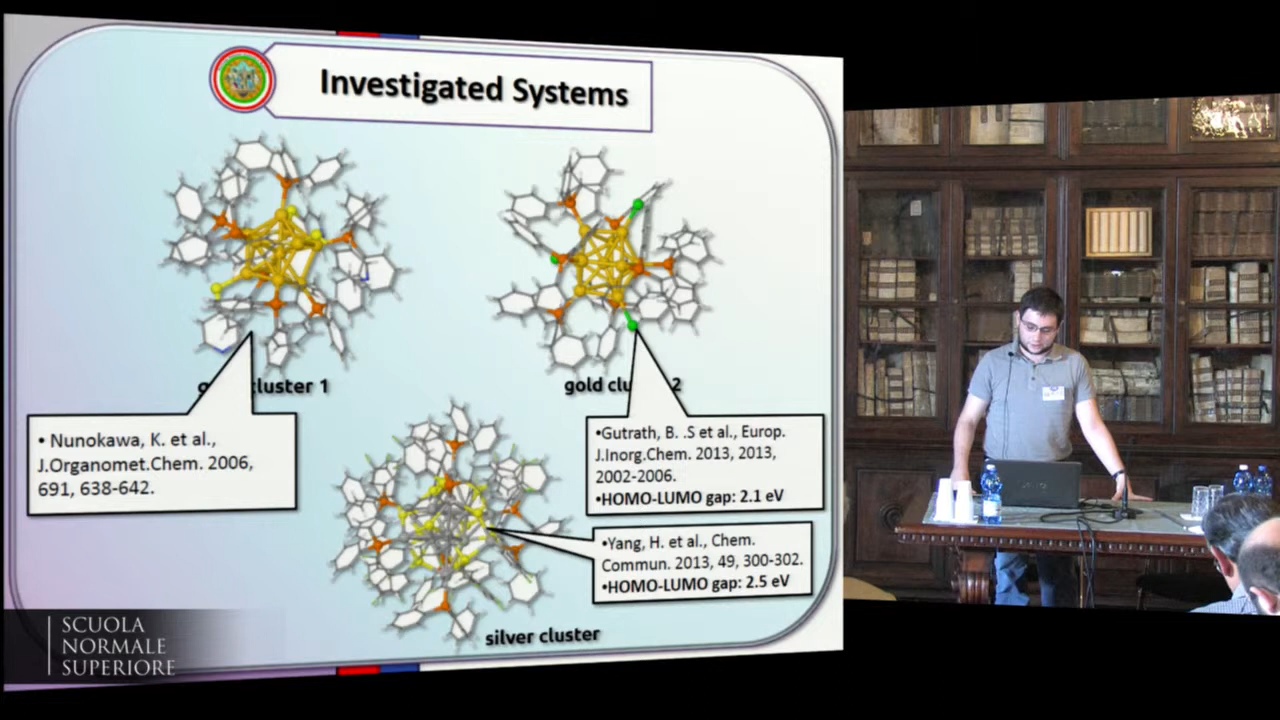 Investigated Systems
cluster 1
gold clu 2
• Nunokawa, K. et al.,
J.Organomet.Chem. 2006,
691, 638-642.
•Gutrath, B. .S et al., Europ.
J.Inorg.Chem. 2013, 2013,
2002-2006.
•HOMO-LUMO gap: 2.1 eV
•Yang, H. et al., Chem.
Commun. 2013, 49, 300-302.
•HOMO-LUMO gap: 2.5 eV
silver cluster
SCUOLA
NORMALE
SUPERIORE